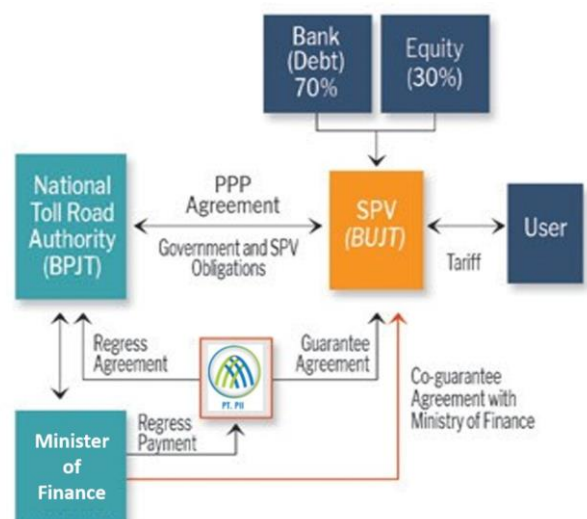 Bank
(Debt)
70%
Equity
(30%)
National
Toll Road
Authority
(BPJT)
PPP
Agreement
Government and SPV
Obligations
SPV
(BUJT)
Tariff
User
Regress
Agreement
PT. PII
Guarantee
Agreement
Co-guarantee
Agreement with
Ministry of Finance
Regress
Payment
Minister
of
Finance